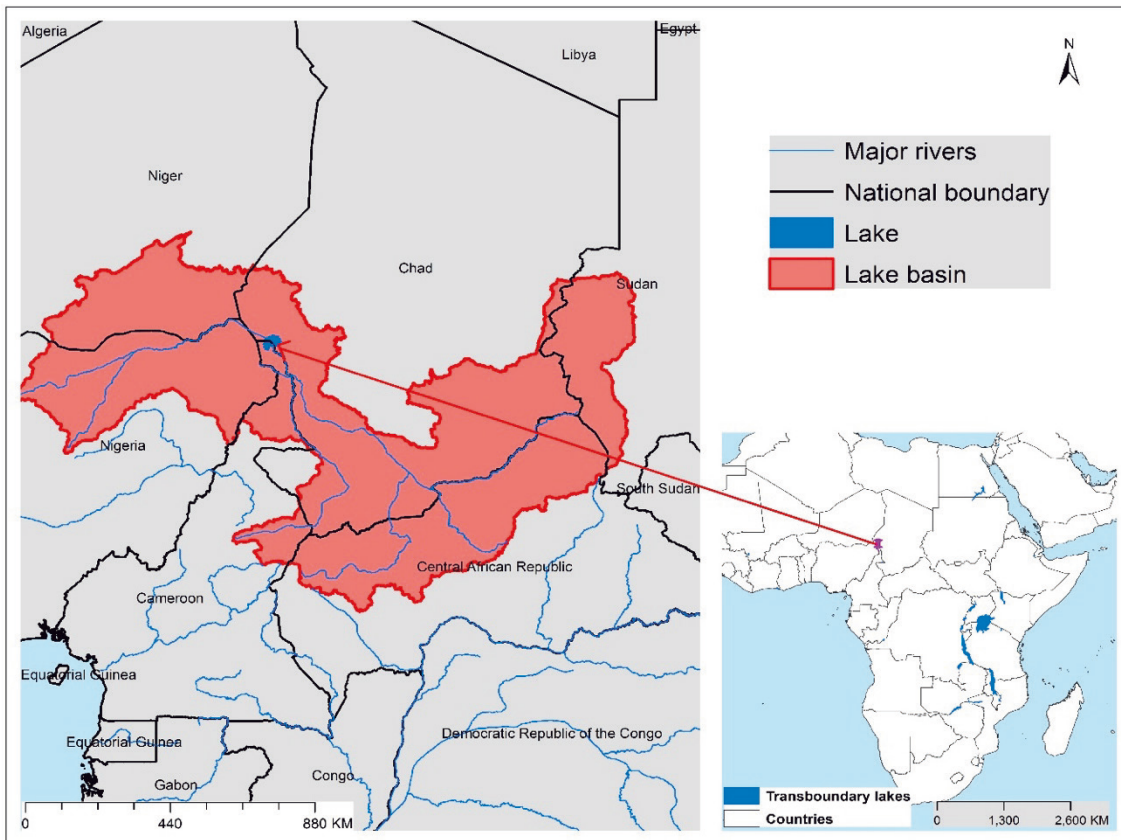 Algeria
Egypt
Libya
N
Major rivers
National boundary
Lake
Lake basin
Niger
Chad
Sudan
Nigeria
South Sudan
Central African Republic
Cameroon
Equatorial Guinea
Equatorial Guinea
Democratic Republic of the Congo
Gabon
Congo
0 440 880 KM
Transboundary lakes
Countries
0 1,300 2,600 KM